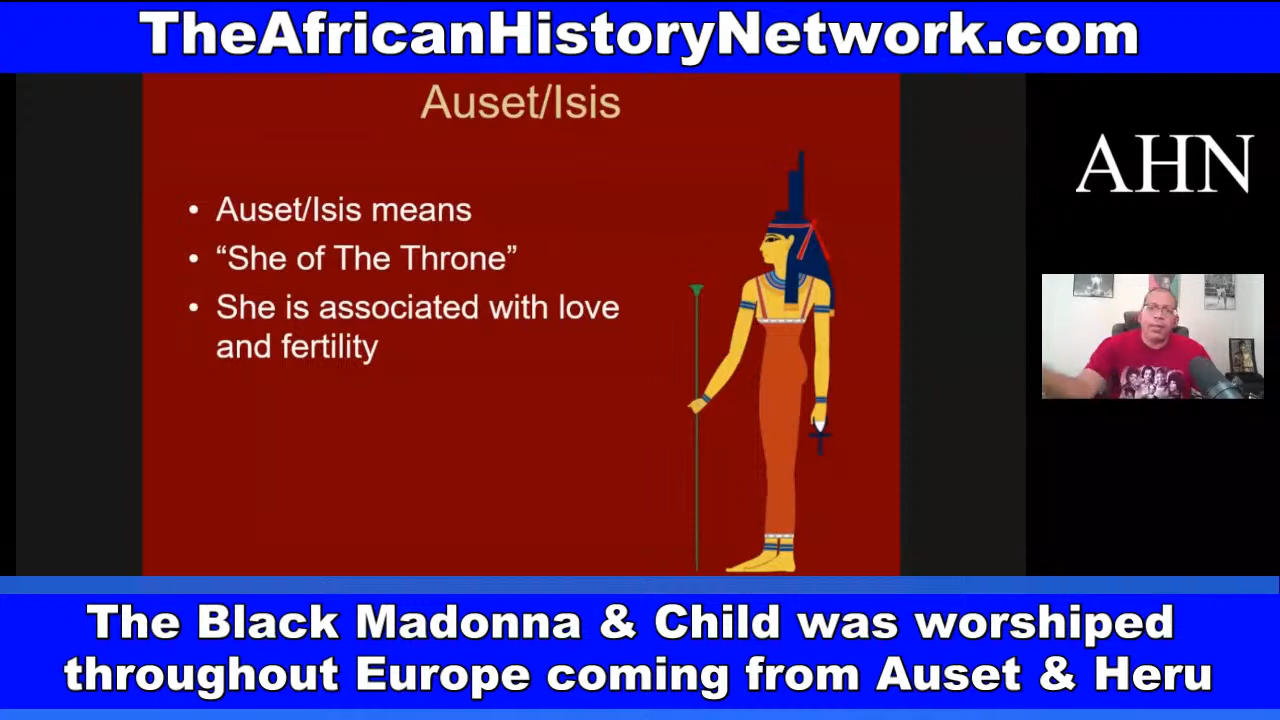 TheAfricanHistoryNetwork.com
Auset/Isis
AHN
• Auset/Isis means
• “She of The Throne”
• She is associated with love
and fertility
The Black Madonna & Child was worshiped
throughout Europe coming from Auset & Heru